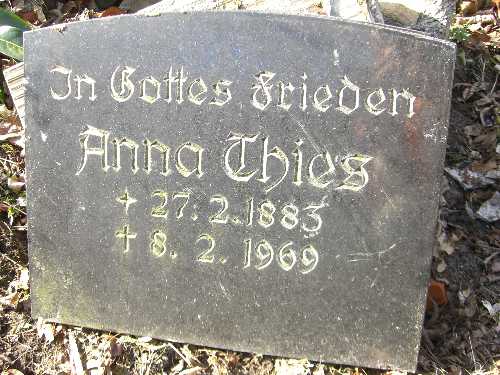 In Gottes Frieden
Anna Thies
✝ 27. 2. 1883
✝ 8. 2. 1969